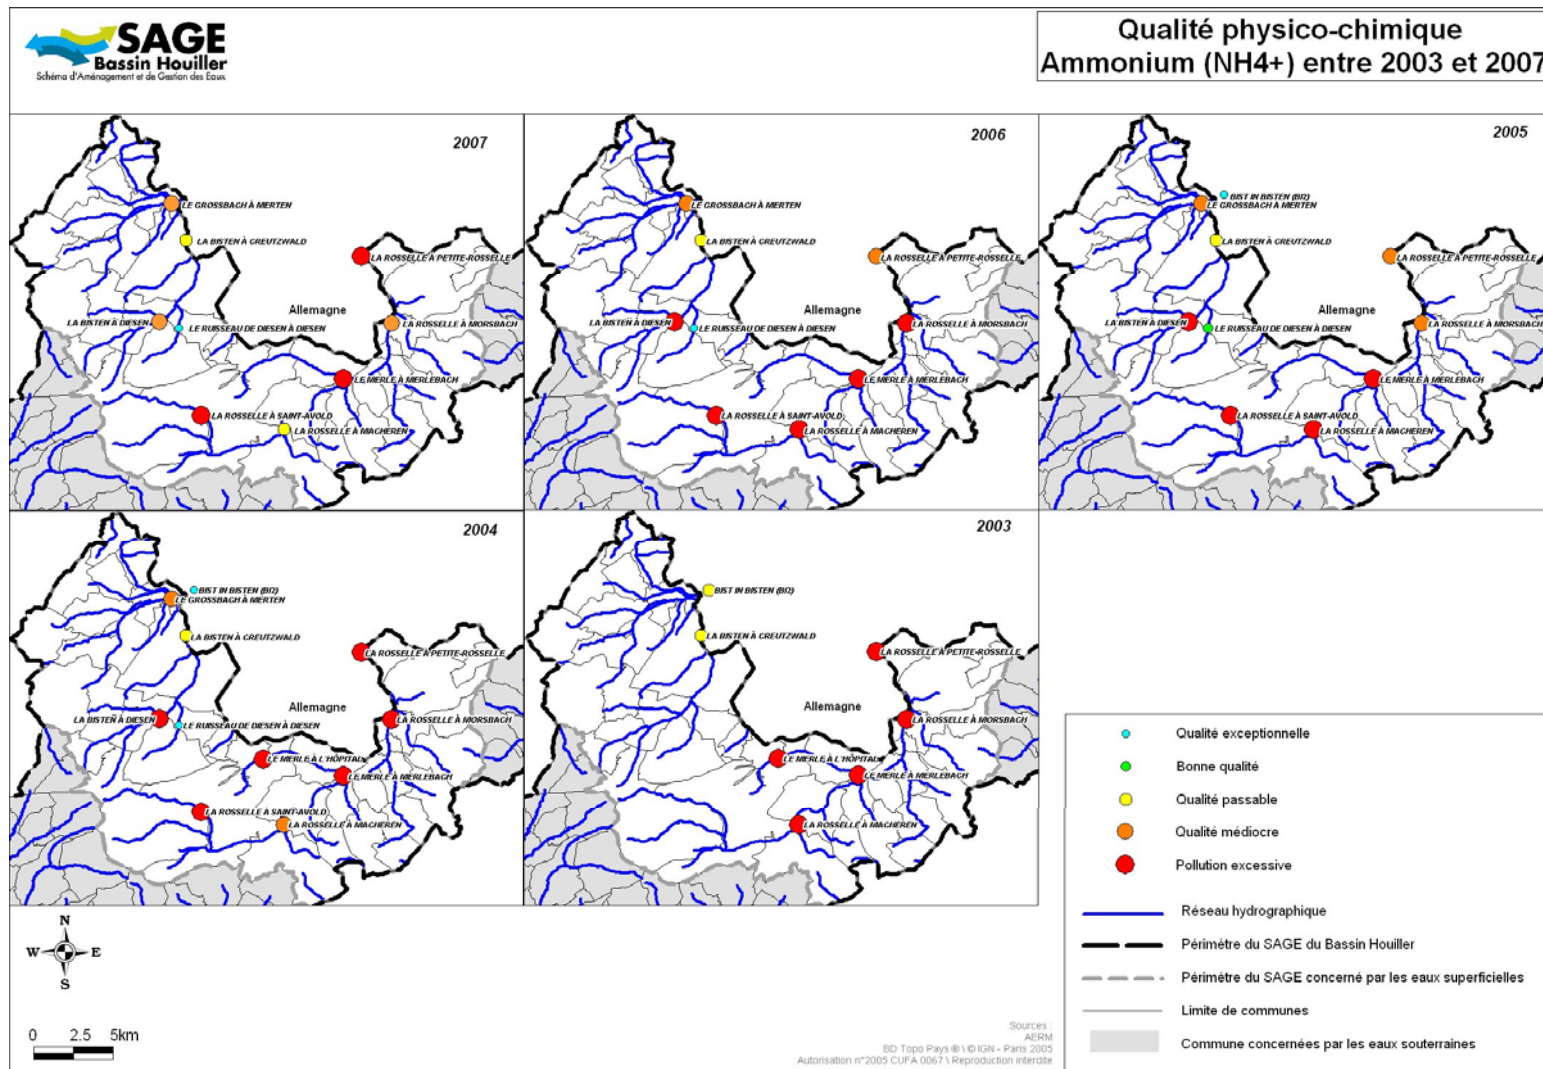 SAGE
Bassin Houiller
Schéma d'Aménagement et de Gestion des Eaux
Qualité physico-chimique
Ammonium (NH4+) entre 2003 et 2007
2007
LE GROSSBACH À MERTEN
LA BISTEN À CREUTZWALD
LA ROSSELLE À PETITE-ROSSELLE
Allemagne
LA BISTEN À DIESEN
LE RUISSEAU DE DIESEN À DIESEN
LA ROSSELLE À MORSBACH
LE MERLE À MERLEBACH
LA ROSSELLE À SAINT-AVOLD
LA ROSSELLE À MACHEREN
2006
LE GROSSBACH À MERTEN
LA BISTEN À CREUTZWALD
LA ROSSELLE À PETITE-ROSSELLE
Allemagne
LA BISTEN À DIESEN
LE RUISSEAU DE DIESEN À DIESEN
LA ROSSELLE À MORSBACH
LE MERLE À MERLEBACH
LA ROSSELLE À SAINT-AVOLD
LA ROSSELLE À MACHEREN
2005
BIST IN BISTEN (BI2)
LE GROSSBACH À MERTEN
LA BISTEN À CREUTZWALD
LA ROSSELLE À PETITE-ROSSELLE
Allemagne
LA BISTEN À DIESEN
LE RUISSEAU DE DIESEN À DIESEN
LA ROSSELLE À MORSBACH
LE MERLE À MERLEBACH
LA ROSSELLE À SAINT-AVOLD
LA ROSSELLE À MACHEREN
2004
BIST IN BISTEN (BI2)
LE GROSSBACH À MERTEN
LA BISTEN À CREUTZWALD
LA ROSSELLE À PETITE-ROSSELLE
Allemagne
LA BISTEN À DIESEN
LE RUISSEAU DE DIESEN À DIESEN
LA ROSSELLE À MORSBACH
LE MERLE À L'HÔPITAL
LE MERLE À MERLEBACH
LA ROSSELLE À SAINT-AVOLD
LA ROSSELLE À MACHEREN
2003
BIST IN BISTEN (BI2)
LA BISTEN À CREUTZWALD
LA ROSSELLE À PETITE-ROSSELLE
Allemagne
LA ROSSELLE À MORSBACH
LE MERLE À L'HÔPITAL
LE MERLE À MERLEBACH
LA ROSSELLE À MACHEREN
Qualité exceptionnelle
Bonne qualité
Qualité passable
Qualité médiocre
Pollution excessive
Réseau hydrographique
Périmètre du SAGE du Bassin Houiller
Périmètre du SAGE concerné par les eaux superficielles
Limite de communes
Commune concernées par les eaux souterraines
N
W E
S
0 2.5 5km
Sources :
AERM
BD Topo Pays ® \ © IGN - Paris 2005
Autorisation n°2005 CUFA 0067 \ Reproduction interdite